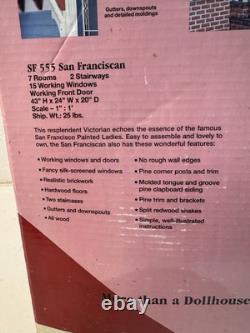 Gutters, downspouts
and detailed moldings
SF 555 San Franciscan
7 Rooms 2 Stairways
15 Working Windows
Working Front Door
43" H x 24" W x 20" D
Scale - 1" : 1'
Ship. Wt.: 25 lbs.
This resplendent Victorian echoes the essence of the famous
San Francisco Painted Ladies. Easy to assemble and lovely to
own, the San Franciscan also has these wonderful features:
• Working windows and doors
• Fancy silk-screened windows
• Realistic brickwork
• Hardwood floors
• Two staircases
• Gutters and downspouts
• All wood
• No rough wall edges
• Pine corner posts and trim
• Molded tongue and groove
pine clapboard siding
• Pine trim and brackets
• Split redwood shakes
• Simple, well-illustrated
instructions
More than a Dollhouse